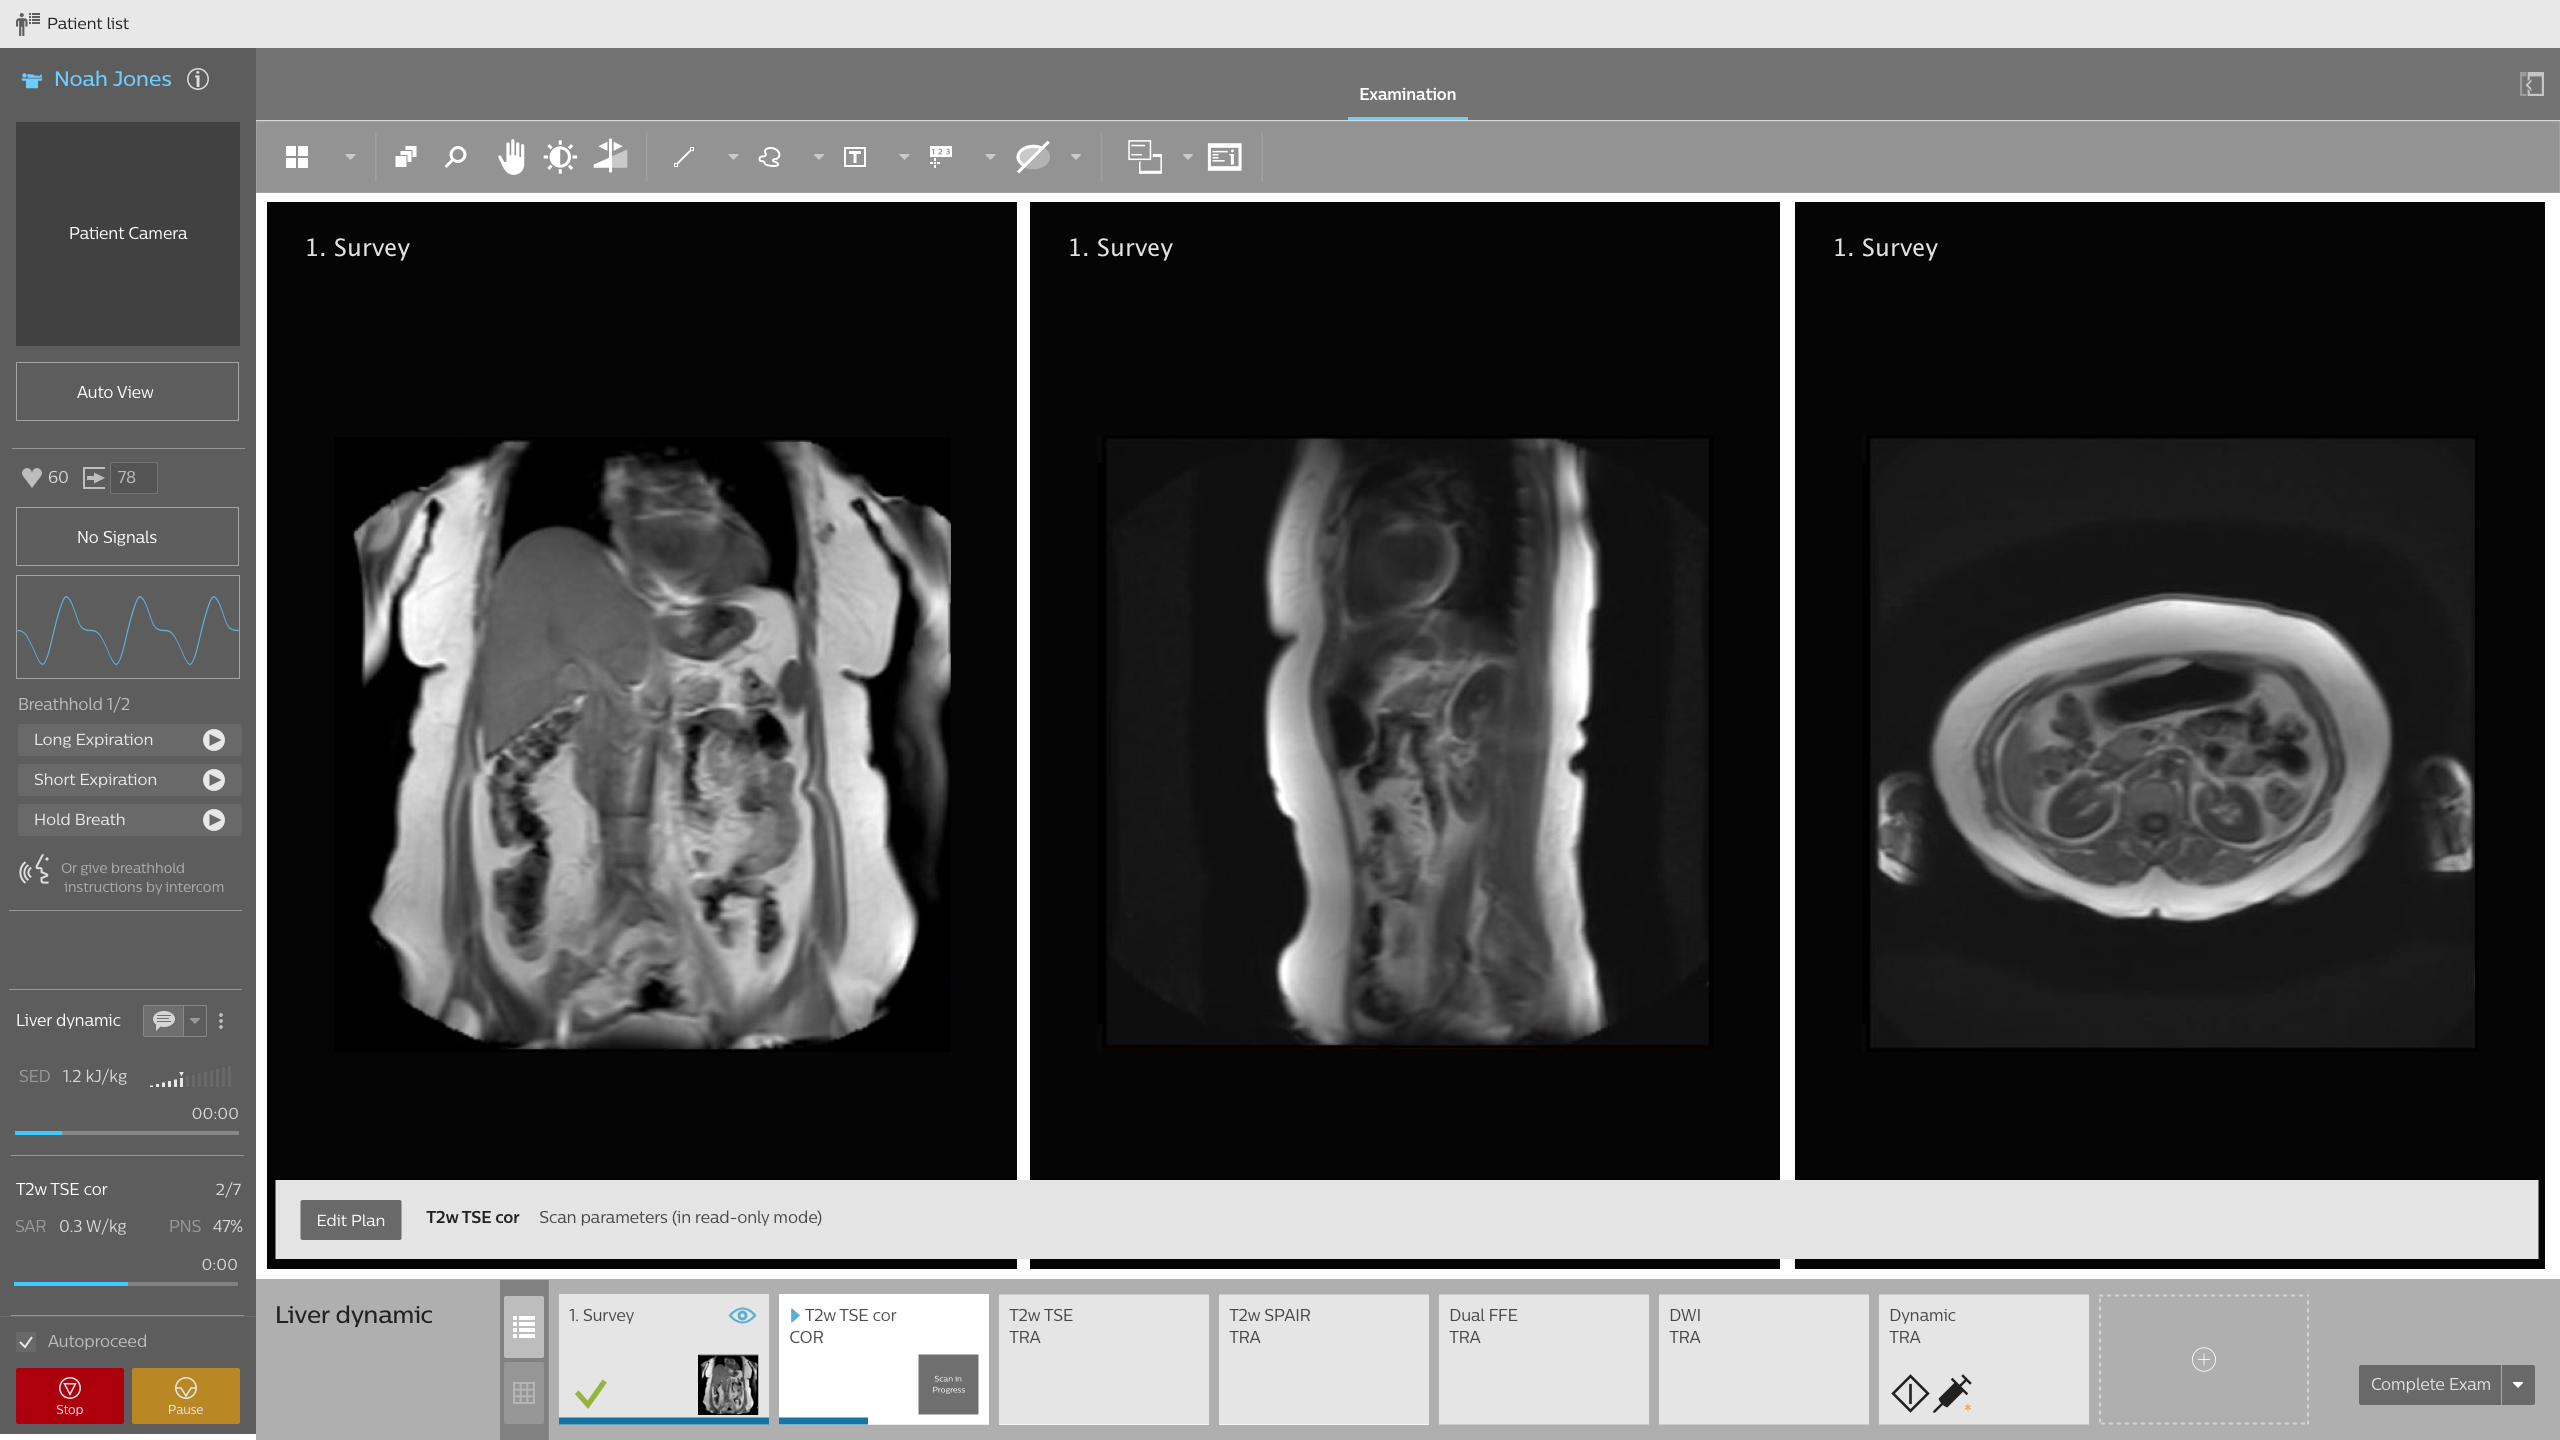 Patient list
Noah Jones
Examination
Patient Camera
Auto View
60 78
No Signals
Breathhold 1/2
Long Expiration
Short Expiration
Hold Breath
Or give breathhold
instructions by intercom
Liver dynamic
SED 1.2 kJ/kg
00:00
T2w TSE cor 2/7
SAR 0.3 W/kg PNS 47%
0:00
Autoproceed
Stop
Pause
T
1 2 3
1. Survey
1. Survey
1. Survey
Edit Plan
T2w TSE cor Scan parameters (in read-only mode)
Liver dynamic
1. Survey
T2w TSE cor
COR
Scan In
Progress
T2w TSE
TRA
T2w SPAIR
TRA
Dual FFE
TRA
DWI
TRA
Dynamic
TRA
Complete Exam